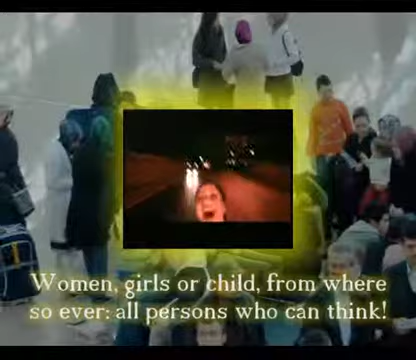 Women, girls or child, from where
so ever: all persons who can think!